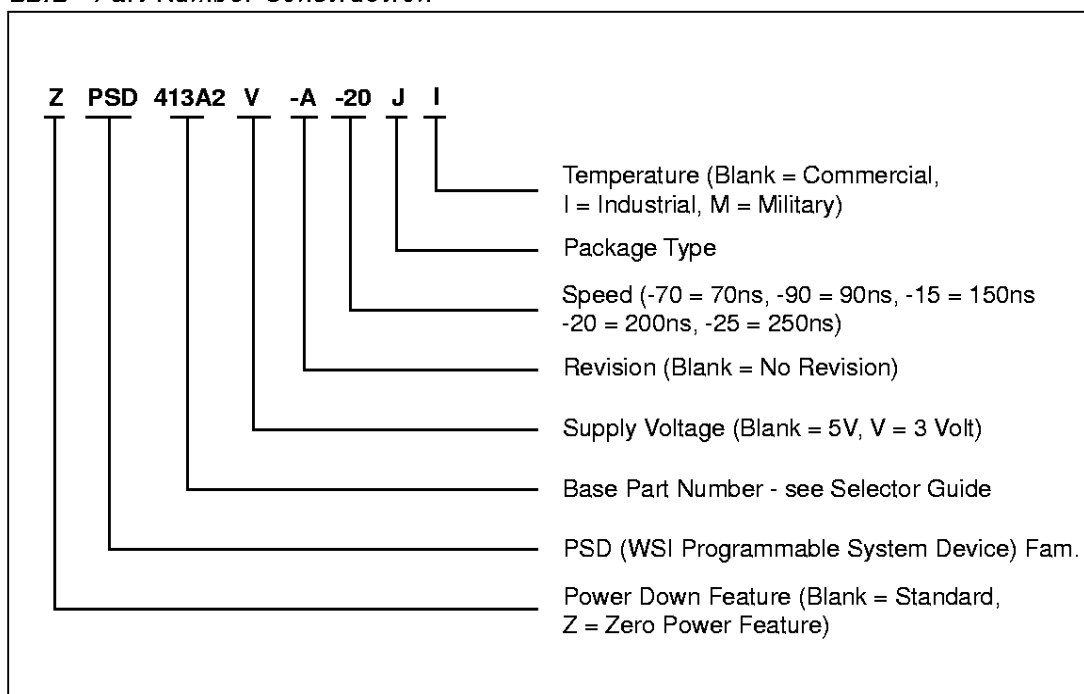 Z PSD 413A2 V -A -20 J I
Temperature (Blank = Commercial,
I = Industrial, M = Military)
Package Type
Speed (-70 = 70ns, -90 = 90ns, -15 = 150ns
-20 = 200ns, -25 = 250ns)
Revision (Blank = No Revision)
Supply Voltage (Blank = 5V, V = 3 Volt)
Base Part Number - see Selector Guide
PSD (WSI Programmable System Device) Fam.
Power Down Feature (Blank = Standard,
Z = Zero Power Feature)